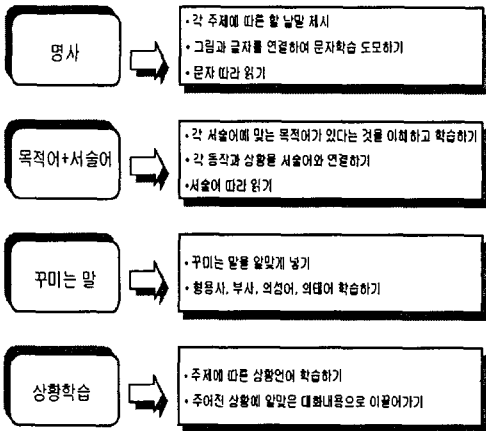 명사
• 각 주제에 따른 할 낱말 제시
• 그림과 글자를 연결하여 문자학습 도모하기
• 문자 따라 읽기
목적어+서술어
• 각 서술어에 맞는 목적어가 있다는 것을 이해하고 학습하기
• 각 동작과 상황을 서술어와 연결하기
•서술어 따라 읽기
꾸미는 말
• 꾸미는 말을 알맞게 넣기
• 형용사, 부사, 의성어, 의태어 학습하기
상황학습
• 주제에 따른 상황언어 학습하기
• 주어진 상황에 알맞은 대화내용으로 이끌어가기